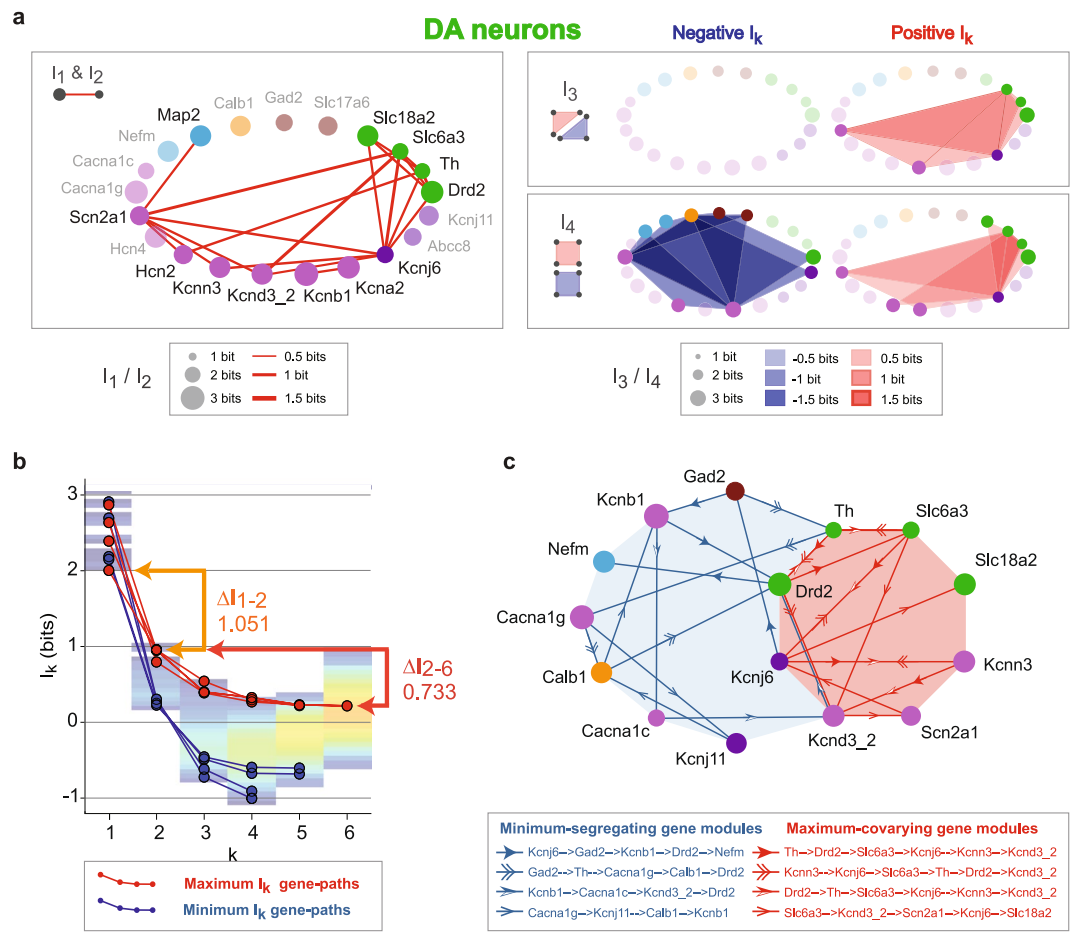 a
DA neurons
Negative Ik
Positive Ik
I1 & I2
Map2
Calb1
Gad2
Slc17a6
Slc18a2
Slc6a3
Th
Drd2
Kcnj11
Abcc8
Kcnj6
Kcna2
Kcnb1
Kcnd3_2
Kcnn3
Hcn2
Hcn4
Scn2a1
Cacna1g
Cacna1c
Nefm
I3
I4
I1 / I2
1 bit
0.5 bits
2 bits
1 bit
3 bits
1.5 bits
I3 / I4
1 bit
-0.5 bits
0.5 bits
2 bits
-1 bit
1 bit
3 bits
-1.5 bits
1.5 bits
b
Ik (bits)
3
2
1
0
-1
1 2 3 4 5 6
k
ΔI1-2
1.051
ΔI2-6
0.733
Maximum Ik gene-paths
Minimum Ik gene-paths
c
Gad2
Kcnb1
Th
Slc6a3
Nefm
Slc18a2
Drd2
Cacna1g
Kcnj6
Kcnn3
Calb1
Cacna1c
Kcnj11
Kcnd3_2
Scn2a1
Minimum-segregating gene modules
Kcnj6–>Gad2–>Kcnb1–>Drd2–>Nefm
Gad2–>Th–>Cacna1g–>Calb1–>Drd2
Kcnb1–>Cacna1c–>Kcnd3_2–>Drd2
Cacna1g–>Kcnj11–>Calb1–>Kcnb1
Maximum-covarying gene modules
Th–>Drd2–>Slc6a3–>Kcnj6–>Kcnn3–>Kcnd3_2
Kcnn3–>Kcnj6–>Slc6a3–>Th–>Drd2–>Kcnd3_2
Drd2–>Th–>Slc6a3–>Kcnj6–>Kcnn3–>Kcnd3_2
Slc6a3–>Kcnd3_2–>Scn2a1–>Kcnj6–>Slc18a2